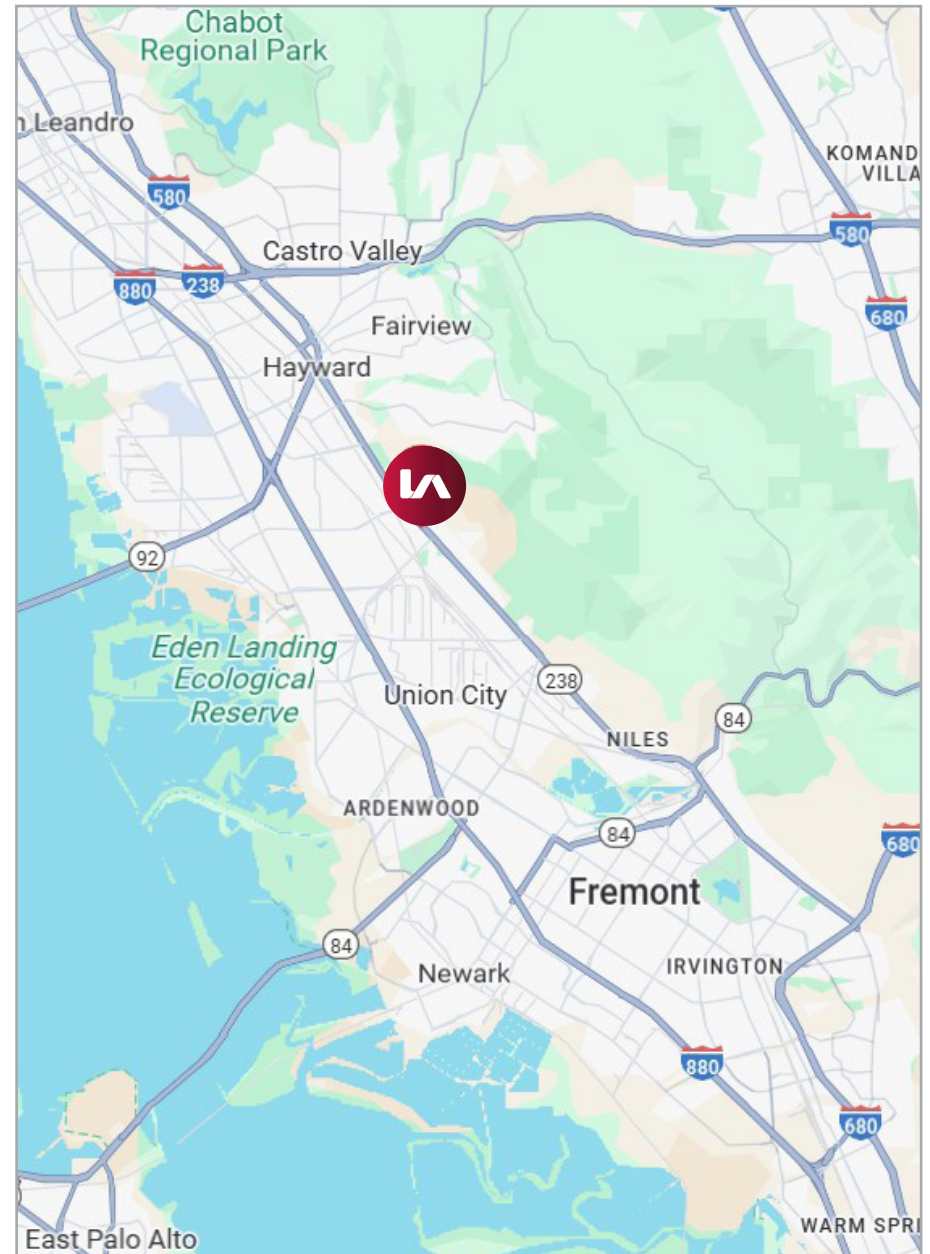 Chabot
Regional Park
n Leandro
KOMAND
VILLA
580
580
Castro Valley
880
238
680
Fairview
Hayward
92
Eden Landing
Ecological
Reserve
Union City
238
84
NILES
ARDENWOOD
84
680
Fremont
84
Newark
IRVINGTON
880
680
WARM SPRI
East Palo Alto